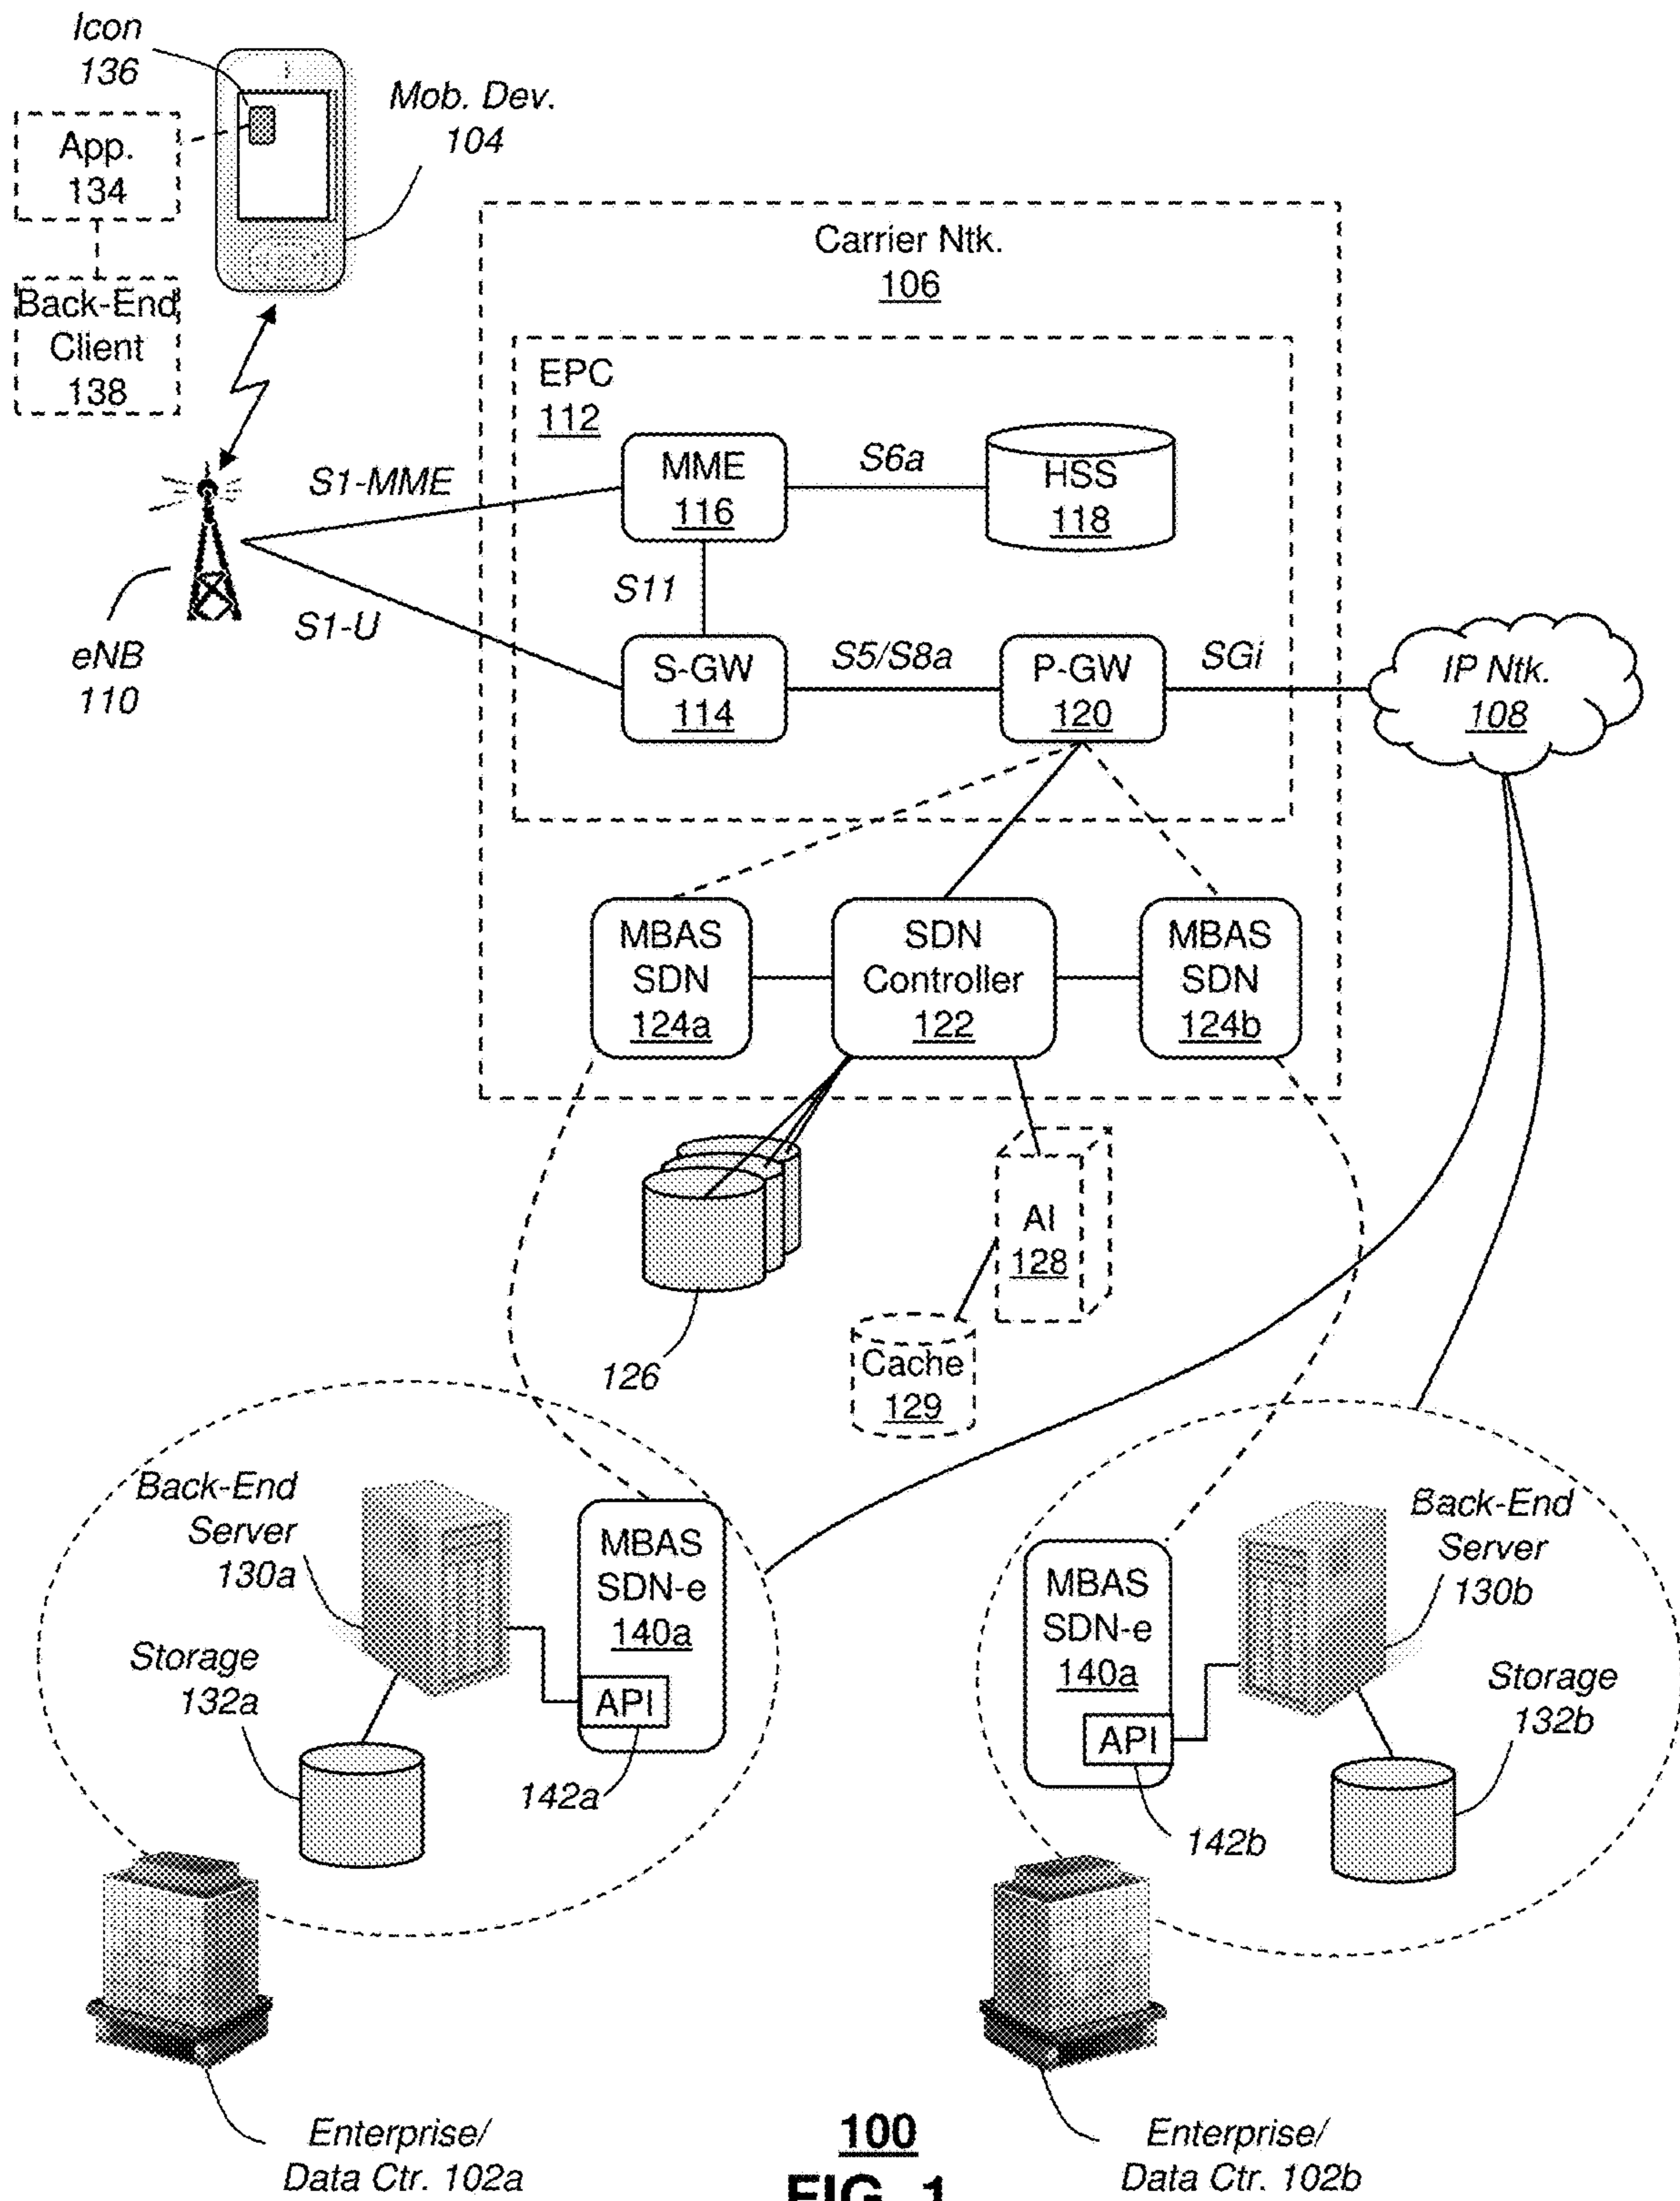 Icon
136
Mob. Dev.
104
App.
134
Back-End
Client
138
Carrier Ntk.
106
EPC
112
MME
116
S6a
HSS
118
S1-MME
S11
S1-U
eNB
110
S-GW
114
S5/S8a
P-GW
120
SGi
IP Ntk.
108
MBAS
SDN
124a
SDN
Controller
122
MBAS
SDN
124b
126
AI
128
Cache
129
Back-End
Server
130a
MBAS
SDN-e
140a
API
142a
Storage
132a
MBAS
SDN-e
140a
API
142b
Back-End
Server
130b
Storage
132b
Enterprise/
Data Ctr. 102a
Enterprise/
Data Ctr. 102b
100
FIG. 1